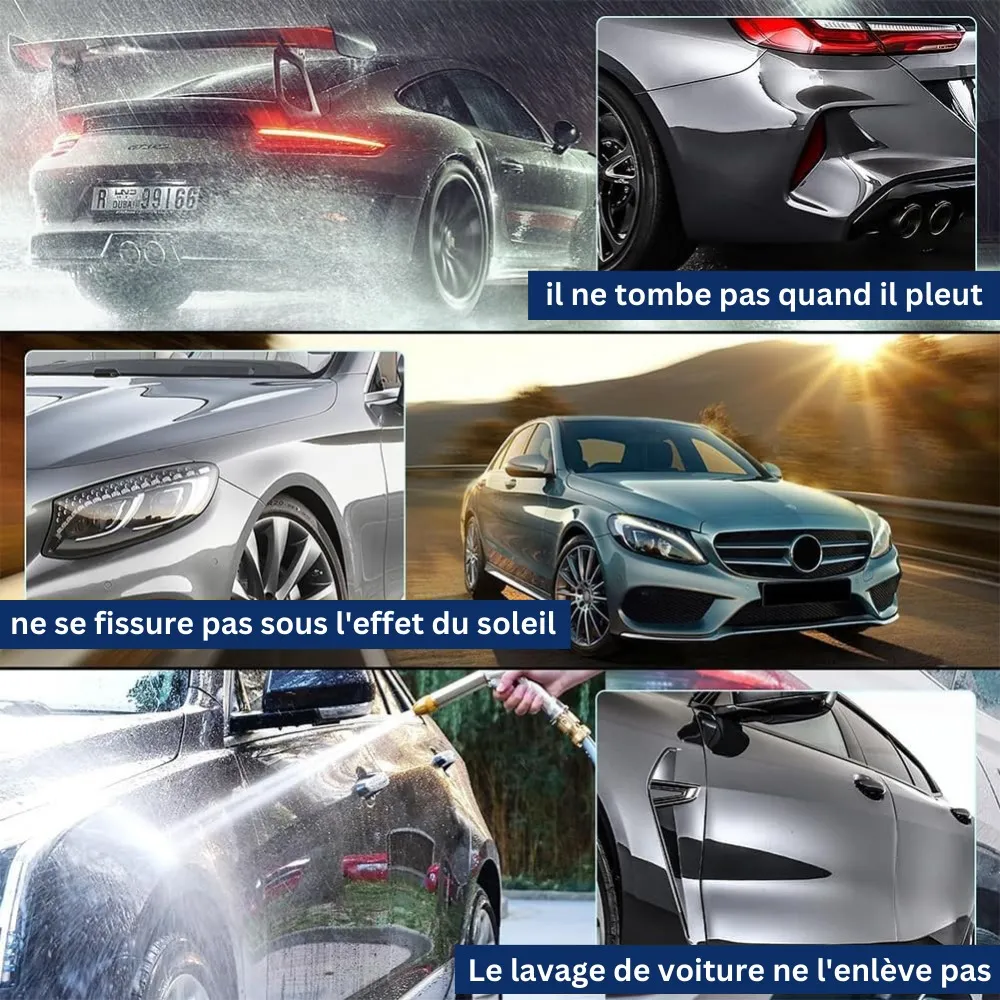 R DUBAI 99166
il ne tombe pas quand il pleut
ne se fissure pas sous l'effet du soleil
Le lavage de voiture ne l'enlève pas